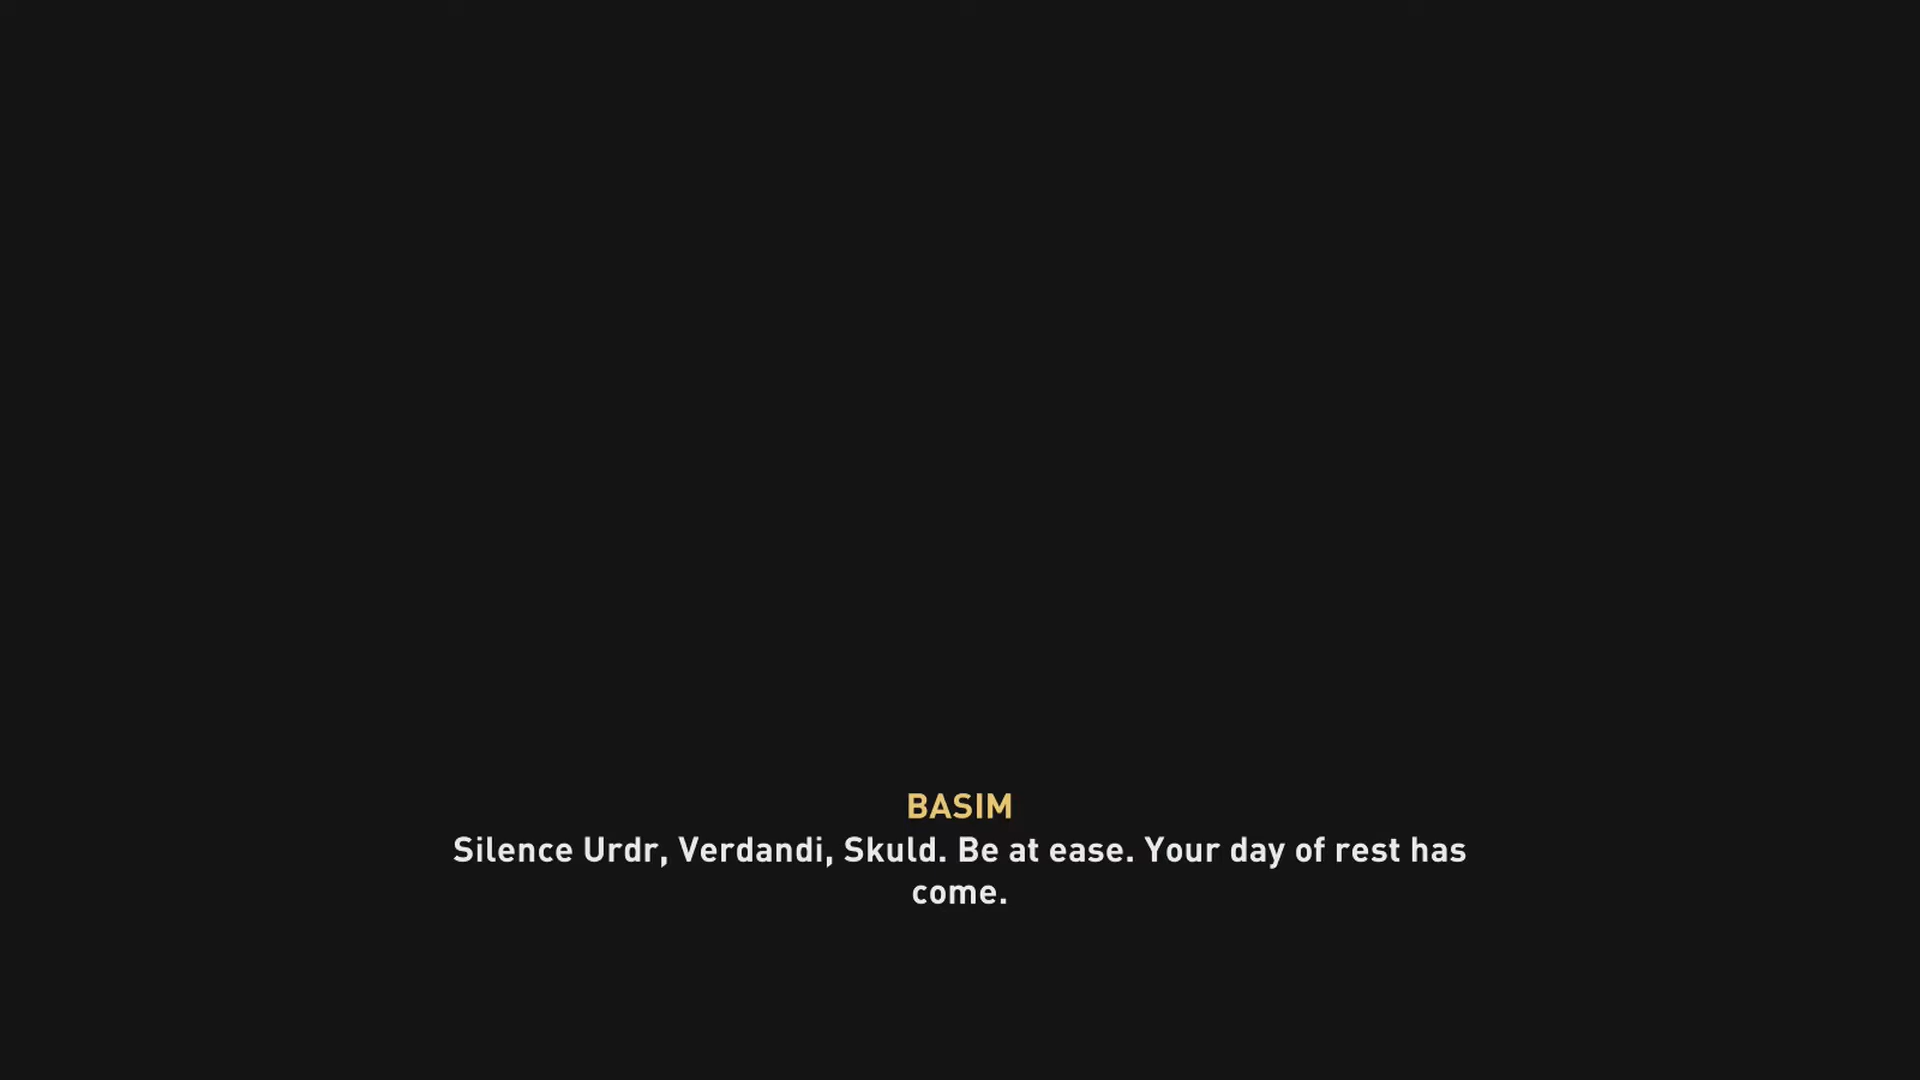 BASIM
Silence Urdr, Verdandi, Skuld. Be at ease. Your day of rest has
come.